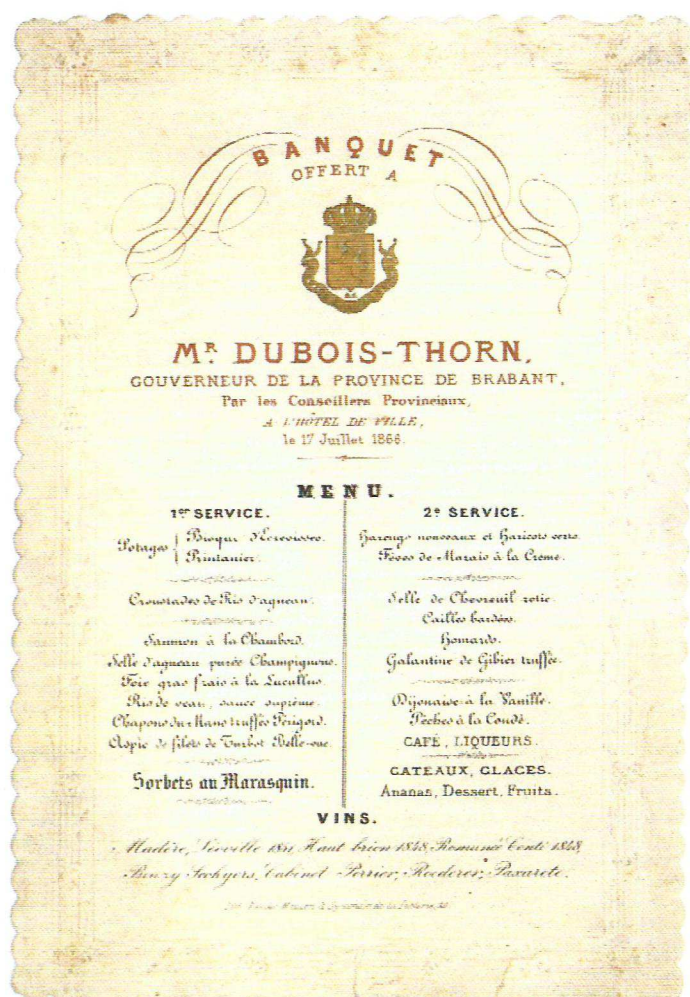 BANQUET
OFFERT A
MR. DUBOIS-THORN,
GOUVERNEUR DE LA PROVINCE DE BRABANT,
Par les Conseillers Provinciaux,
A L'HÔTEL DE VILLE,
le 17 Juillet 1866.
MENU.
1er SERVICE.
Potages
Bisque d'Ecrevisses.
Printanier.
Croustades de Ris d'agneau.
Saumon à la Chambord.
Selle d'agneau purée Champignons.
Foie gras frais à la Lucullus
Ris de veau, sauce suprême.
Chapons du Mans truffés Périgord.
Aspic de filets de Turbot Belle-vue.
Sorbets au Marasquin.
2e SERVICE.
Harengs nouveaux et Haricots verts.
Fèves de Marais à la Crème.
Selle de Chevreuil rotie.
Cailles bardées.
Homards.
Galantine de Gibier truffée.
Dijonaise à la Vanille.
Pêches à la Condé.
CAFÉ, LIQUEURS.
GATEAUX, GLACES.
Ananas, Dessert, Fruits.
VINS.
Madère, Léoville Haut brion 1848, Romanée Conti 1848,
Cabinet Perrier, Roederer, Paxarete.